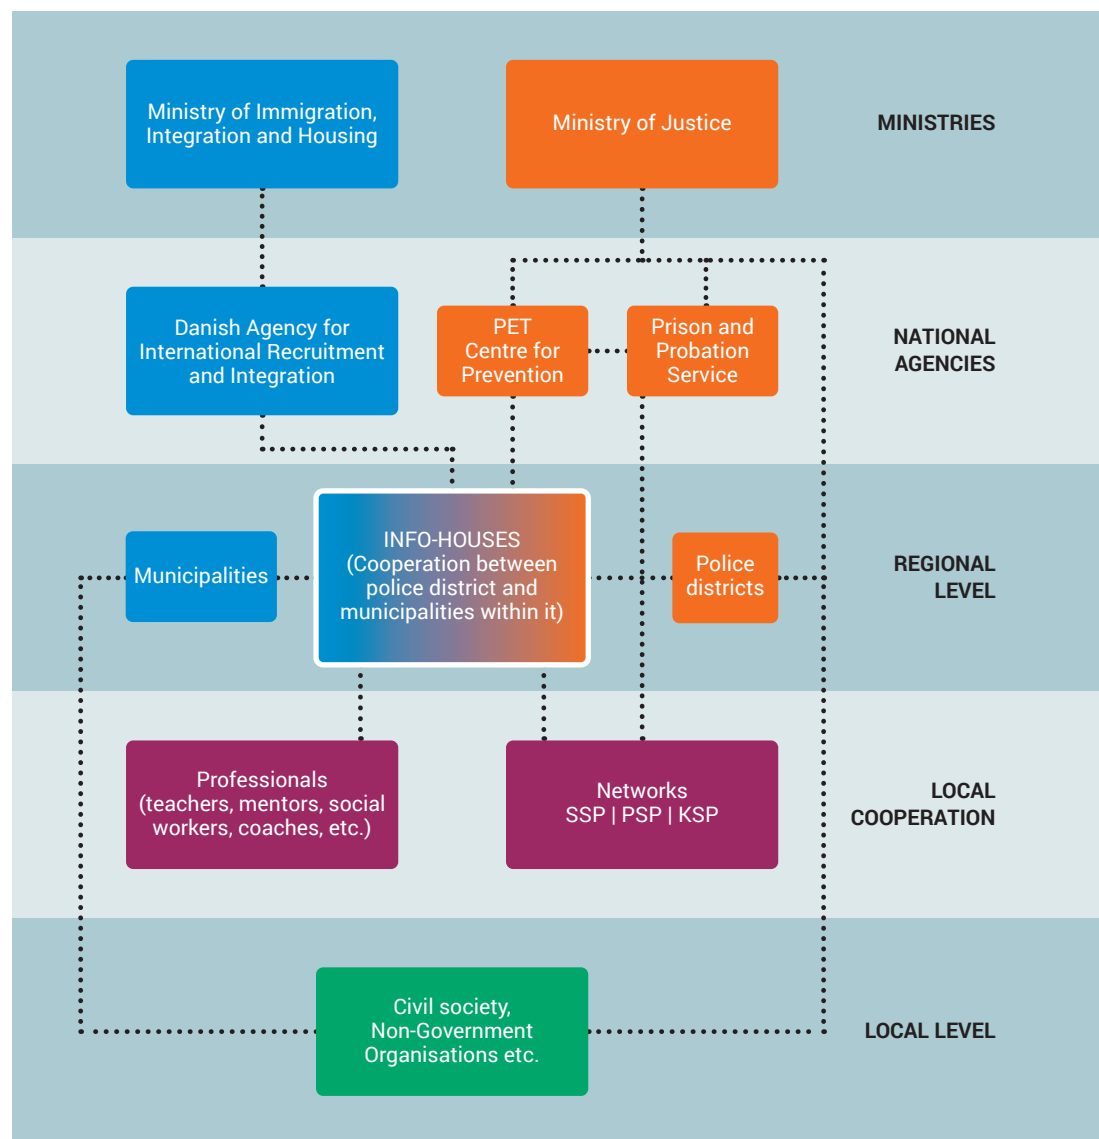 Ministry of Immigration,
Integration and Housing
Ministry of Justice
MINISTRIES
Danish Agency for
International Recruitment
and Integration
PET
Centre for
Prevention
Prison and
Probation
Service
NATIONAL
AGENCIES
Municipalities
INFO-HOUSES
(Cooperation between
police district and
municipalities within it)
Police
districts
REGIONAL
LEVEL
Professionals
(teachers, mentors, social
workers, coaches, etc.)
Networks
SSP | PSP | KSP
LOCAL
COOPERATION
Civil society,
Non-Government
Organisations etc.
LOCAL LEVEL